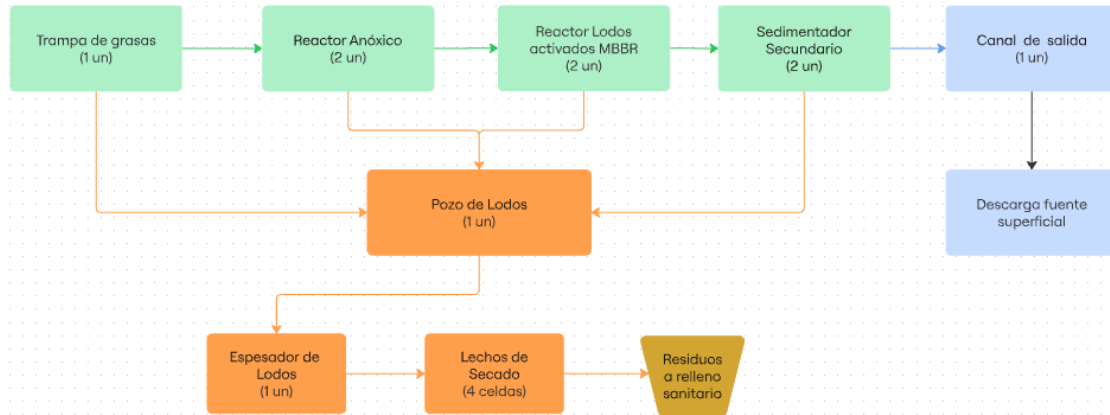 Trampa de grasas
(1 un)
Reactor Anóxico
(2 un)
Reactor Lodos
activados MBBR
(2 un)
Sedimentador
Secundario
(2 un)
Canal de salida
(1 un)
Pozo de Lodos
(1 un)
Descarga fuente
superficial
Espesador de
Lodos
(1 un)
Lechos de
Secado
(4 celdas)
Residuos
a relleno
sanitario